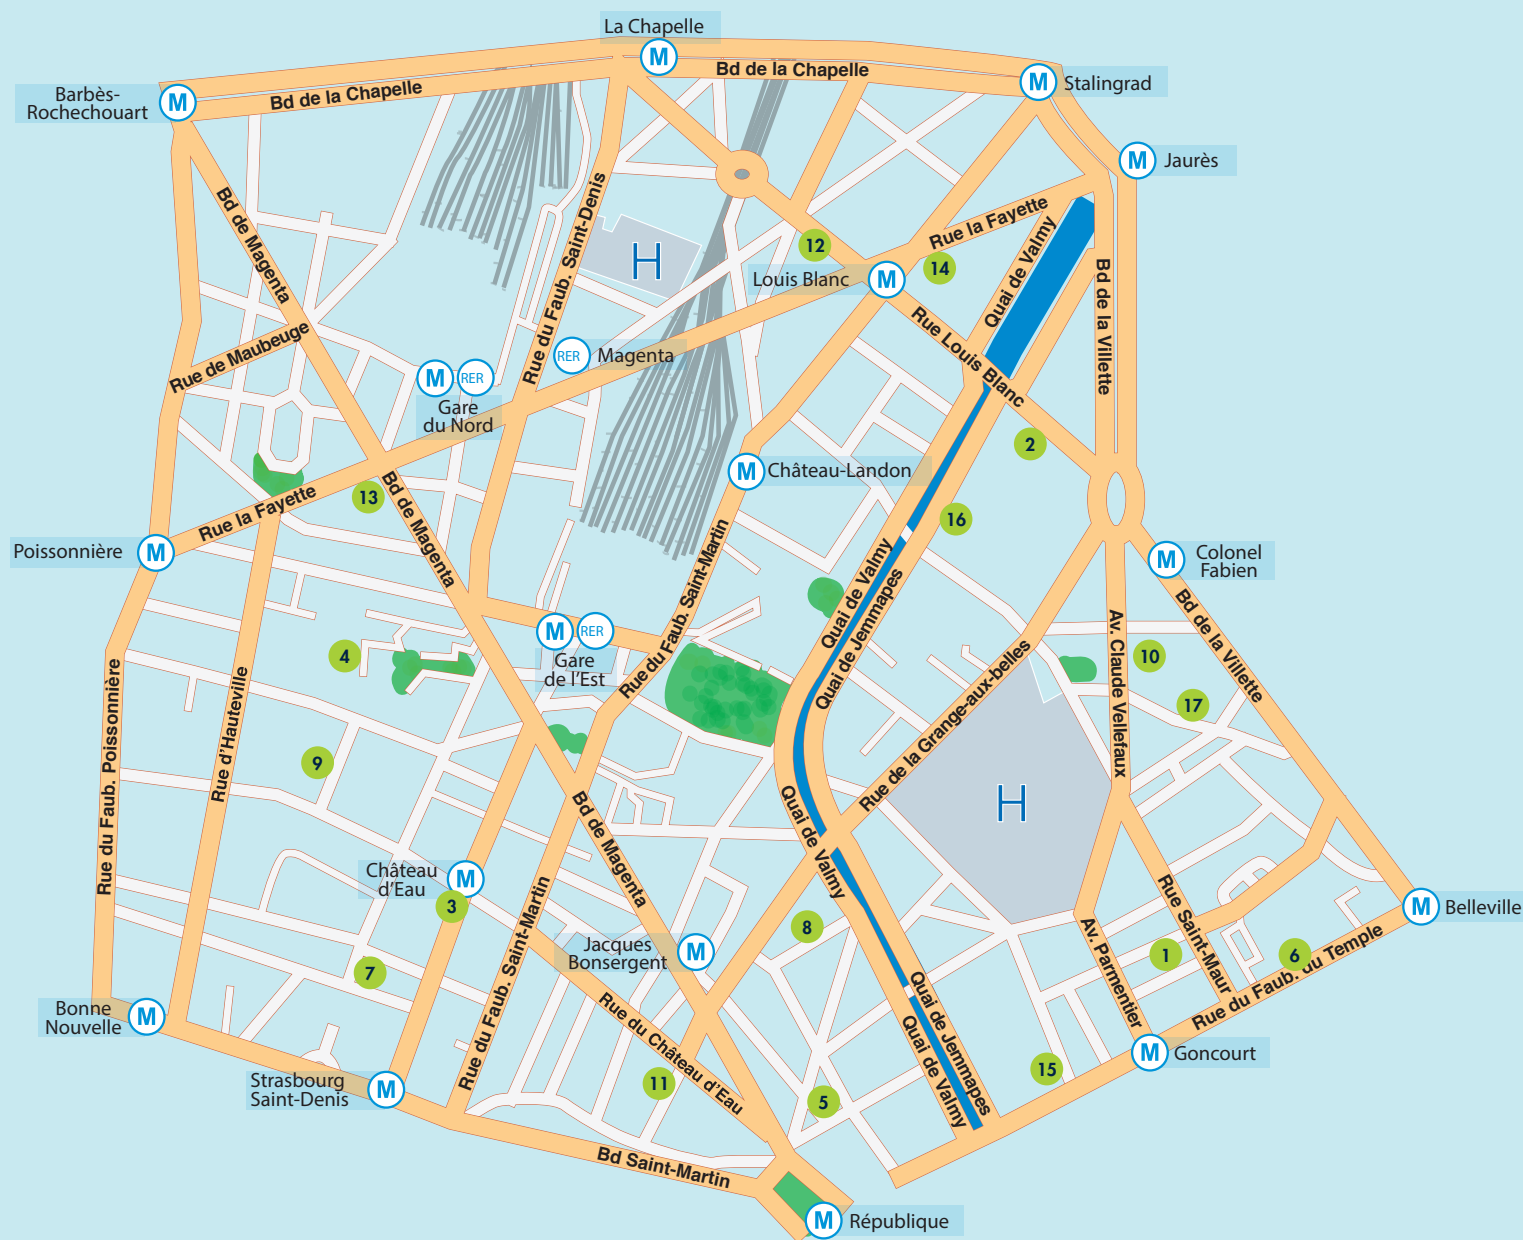 La Chapelle
M
Bd de la Chapelle
M
Stalingrad
Barbès-
Rochechouart
M
Bd de la Chapelle
M
Jaurès
Bd de Magenta
Rue du Faub. Saint-Denis
H
12
Rue la Fayette
14
Louis Blanc
M
Quai de Valmy
Bd de la Villette
Rue de Maubeuge
Rue Louis Blanc
RER
Magenta
M
RER
Gare
du Nord
2
M
Château-Landon
13
Rue la Fayette
Bd de Magenta
16
Poissonnière
M
Rue du Faub. Saint-Martin
Quai de Valmy
Quai de Jemmapes
M
Colonel
Fabien
Bd de la Villette
Av. Claude Vellefaux
M
RER
Gare
de l'Est
4
10
17
Rue du Faub. Poissonnière
Rue d'Hauteville
Rue de la Grange-aux-belles
9
H
Quai de Valmy
Bd de Magenta
Château
d'Eau
M
3
Rue Saint-Maur
M
Belleville
8
Rue du Faub. Saint-Martin
Jacques
Bonsergent
M
Av. Parmentier
1
6
Rue du Faub. du Temple
7
Bonne
Nouvelle
M
Rue du Château d'Eau
Quai de Jemmapes
Quai de Valmy
M
Goncourt
15
Strasbourg
Saint-Denis
M
11
5
Bd Saint-Martin
M
République